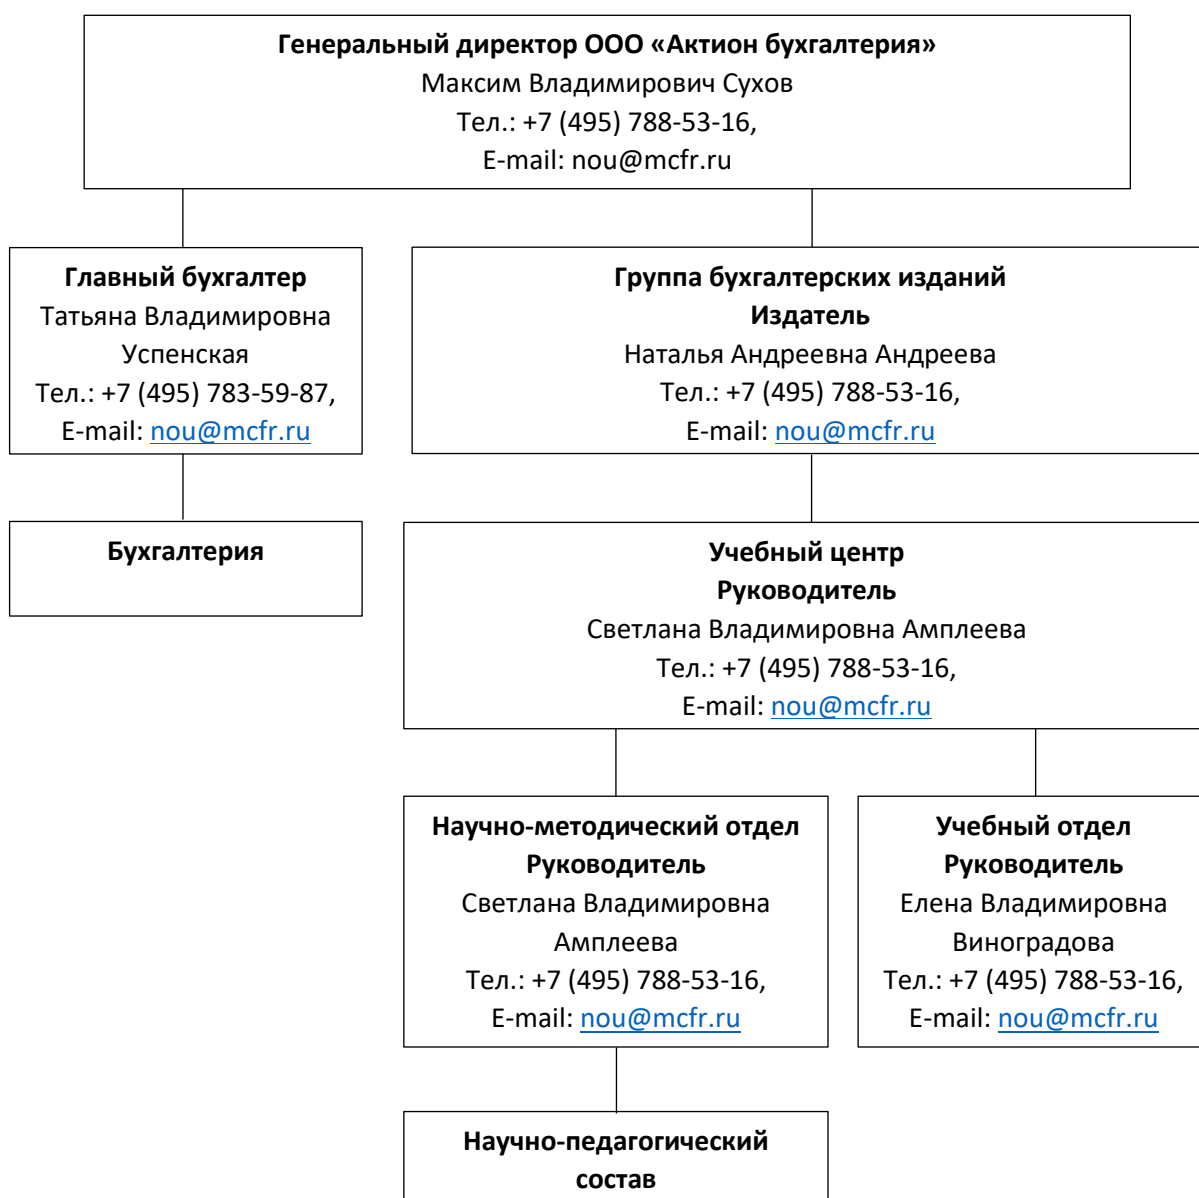 Генеральный директор ООО «Актион бухгалтерия»
Максим Владимирович Сухов
Тел.: +7 (495) 788-53-16,
E-mail: nou@mcfr.ru
Главный бухгалтер
Татьяна Владимировна
Успенская
Тел.: +7 (495) 783-59-87,
E-mail: nou@mcfr.ru
Группа бухгалтерских изданий
Издатель
Наталья Андреевна Андреева
Тел.: +7 (495) 788-53-16,
E-mail: nou@mcfr.ru
Бухгалтерия
Учебный центр
Руководитель
Светлана Владимировна Амплеева
Тел.: +7 (495) 788-53-16,
E-mail: nou@mcfr.ru
Научно-методический отдел
Руководитель
Светлана Владимировна
Амплеева
Тел.: +7 (495) 788-53-16,
E-mail: nou@mcfr.ru
Учебный отдел
Руководитель
Елена Владимировна
Виноградова
Тел.: +7 (495) 788-53-16,
E-mail: nou@mcfr.ru
Научно-педагогический
состав